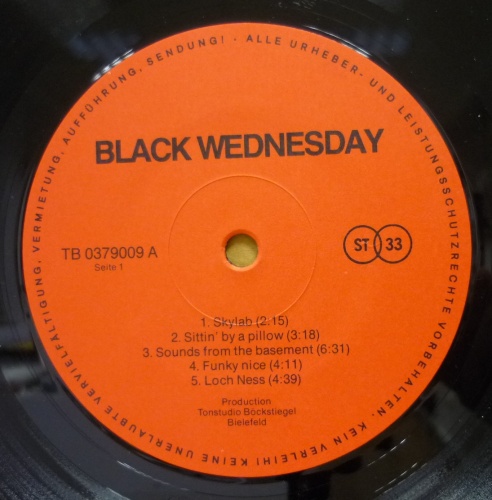 BLACK WEDNESDAY
TB 0379009 A
Seite 1
ST 33
1. Skylab (2:15)
2. Sittin' by a pillow (3:18)
3. Sounds from the basement (6:31)
4. Funky nice (4:11)
5. Loch Ness (4:39)
Production
Tonstudio Böckstiegel
Bielefeld
ALLE URHEBER- UND LEISTUNGSSCHUTZRECHTE VORBEHALTEN. KEIN VERLEIH! KEINE UNERLAUBTE VERVIELFÄLTIGUNG, VERMIETUNG, AUFFÜHRUNG, SENDUNG! ·